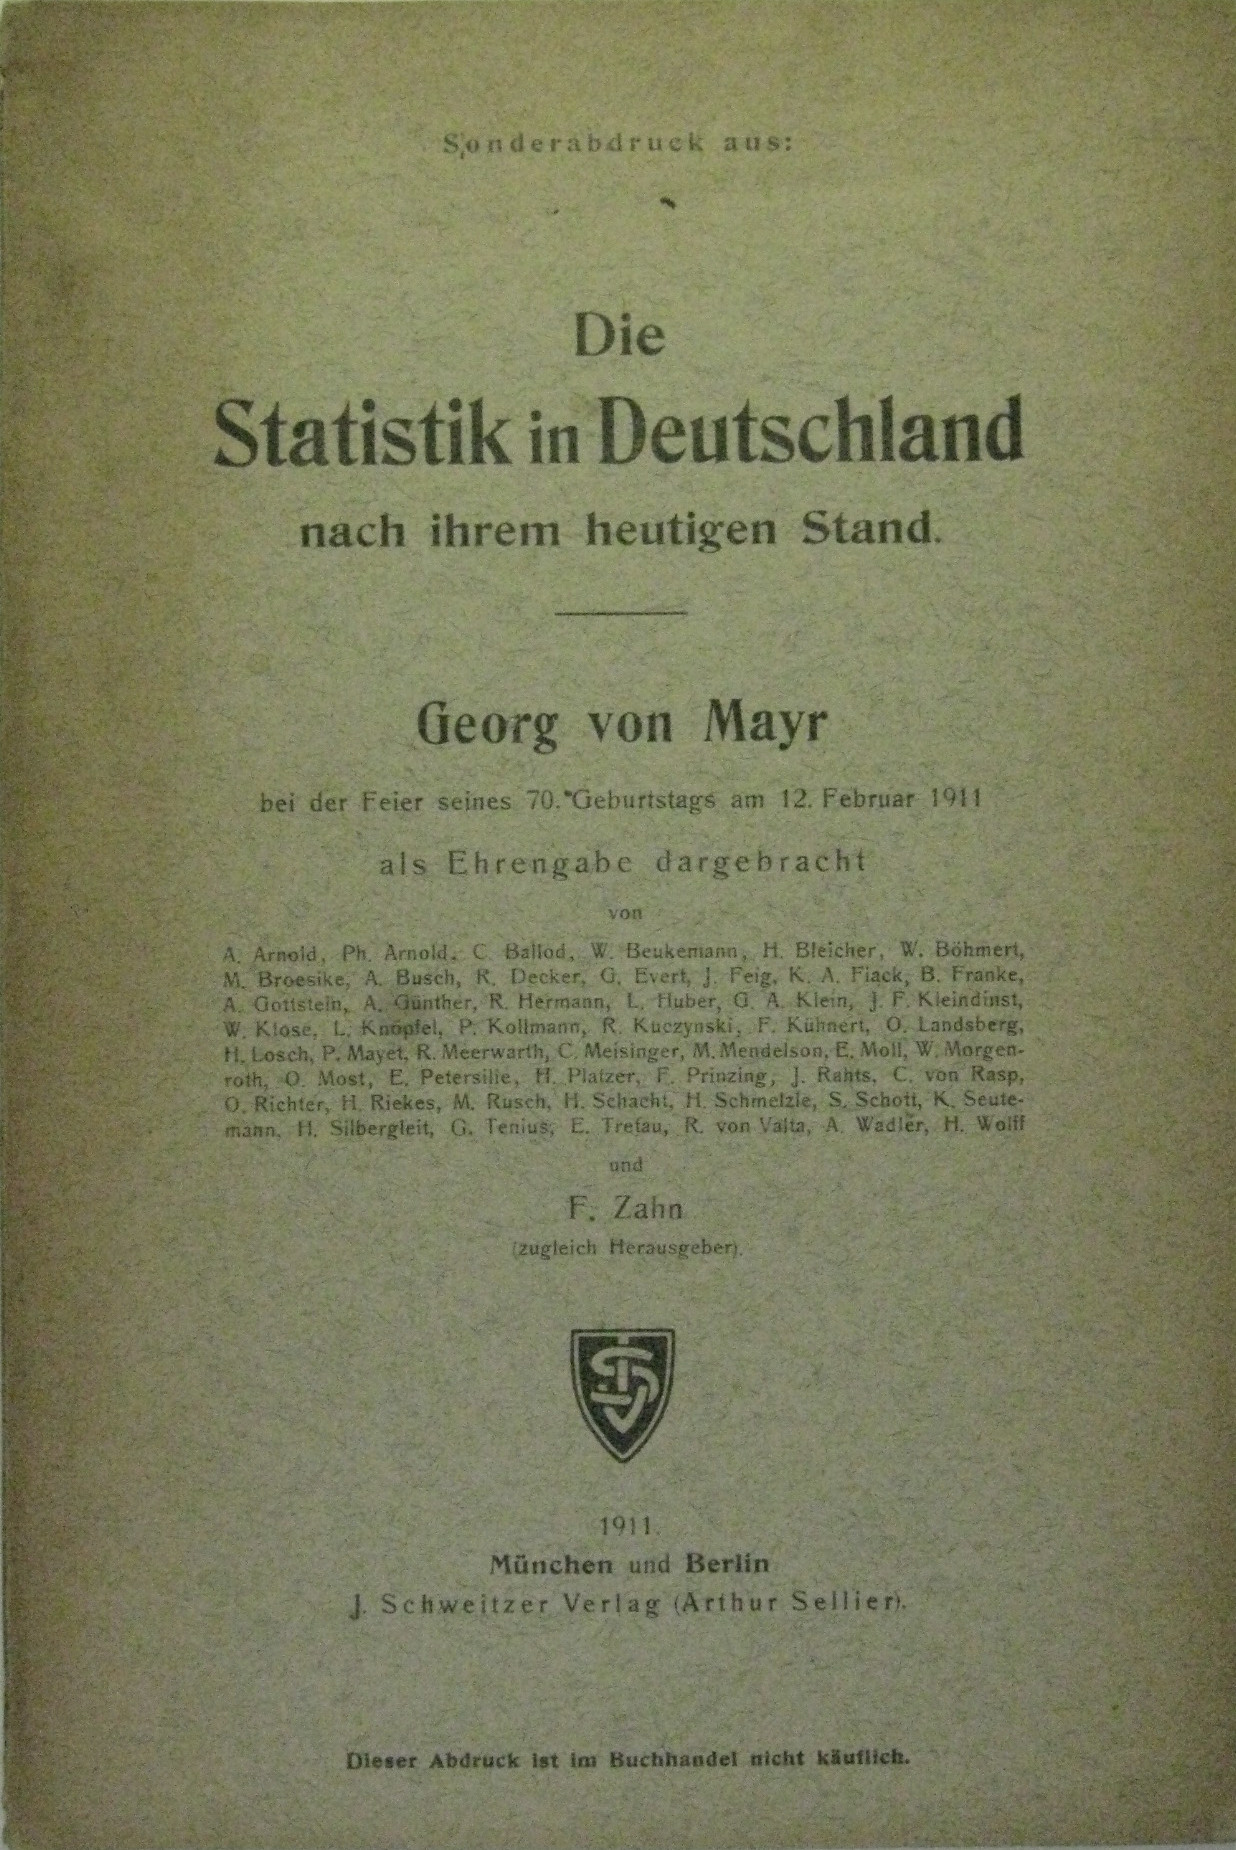 Sonderabdruck aus:
Die
Statistik in Deutschland
nach ihrem heutigen Stand.
Georg von Mayr
bei der Feier seines 70. Geburtstags am 12. Februar 1911
als Ehrengabe dargebracht
von
A. Arnold, Ph. Arnold, C. Ballod, W. Beukemann, H. Bleicher, W. Böhmert,
M. Broesike, A. Busch, R. Decker, G. Evert, J. Feig, K. A. Flack, B. Franke,
A. Gottstein, A. Günther, R. Hermann, L. Huber, G. A. Klein, J. F. Kleindinst,
W. Klose, L. Knöpfel, P. Kollmann, R. Kuczynski, F. Kühnert, O. Landsberg,
H. Losch, P. Mayet, R. Meerwarth, C. Meisinger, M. Mendelson, E. Moll, W. Morgen-
roth, O. Most, E. Petersilie, H. Platzer, F. Prinzing, J. Rahts, C. von Rasp,
O. Richter, H. Riekes, M. Rusch, H. Schacht, H. Schmelzle, S. Schott, K. Seute-
mann, H. Silbergleit, G. Tenius, E. Tretau, R. von Valta, A. Wadler, H. Wolff
und
F. Zahn
(zugleich Herausgeber).
1911.
München und Berlin
J. Schweitzer Verlag (Arthur Sellier).
Dieser Abdruck ist im Buchhandel nicht käuflich.